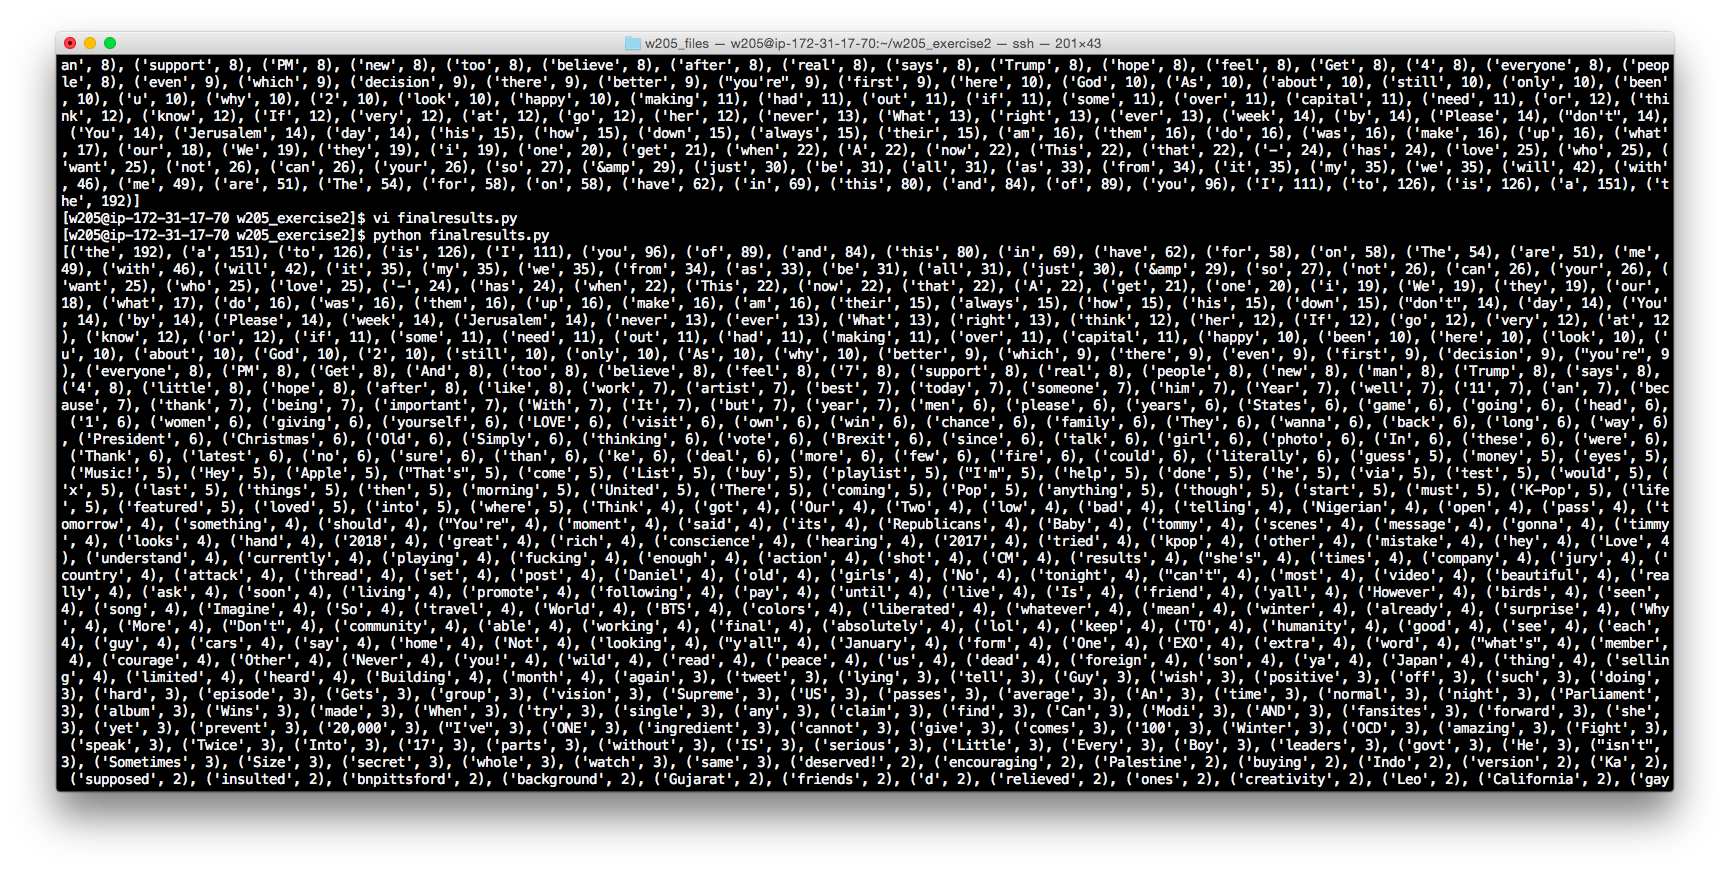 w205_files — w205@ip-172-31-17-70:~/w205_exercise2 — ssh — 201×43
an', 8), ('support', 8), ('PM', 8), ('new', 8), ('too', 8), ('believe', 8), ('after', 8), ('real', 8), ('says', 8), ('Trump', 8), ('hope', 8), ('feel', 8), ('Get', 8), ('4', 8), ('everyone', 8), ('peop
le', 8), ('even', 9), ('which', 9), ('decision', 9), ('there', 9), ('better', 9), ("you're", 9), ('first', 9), ('here', 10), ('God', 10), ('As', 10), ('about', 10), ('still', 10), ('only', 10), ('been'
, 10), ('u', 10), ('why', 10), ('2', 10), ('look', 10), ('happy', 10), ('making', 11), ('had', 11), ('out', 11), ('if', 11), ('some', 11), ('over', 11), ('capital', 11), ('need', 11), ('or', 12), ('thi
nk', 12), ('know', 12), ('If', 12), ('very', 12), ('at', 12), ('go', 12), ('her', 12), ('never', 13), ('What', 13), ('right', 13), ('ever', 13), ('week', 14), ('by', 14), ('Please', 14), ("don't", 14),
('You', 14), ('Jerusalem', 14), ('day', 14), ('his', 15), ('how', 15), ('down', 15), ('always', 15), ('their', 15), ('am', 16), ('them', 16), ('do', 16), ('was', 16), ('make', 16), ('up', 16), ('what'
, 17), ('our', 18), ('We', 19), ('they', 19), ('i', 19), ('one', 20), ('get', 21), ('when', 22), ('A', 22), ('now', 22), ('This', 22), ('that', 22), ('-', 24), ('has', 24), ('love', 25), ('who', 25), (
'want', 25), ('not', 26), ('can', 26), ('your', 26), ('so', 27), ('&amp', 29), ('just', 30), ('be', 31), ('all', 31), ('as', 33), ('from', 34), ('it', 35), ('my', 35), ('we', 35), ('will', 42), ('with'
, 46), ('me', 49), ('are', 51), ('The', 54), ('for', 58), ('on', 58), ('have', 62), ('in', 69), ('this', 80), ('and', 84), ('of', 89), ('you', 96), ('I', 111), ('to', 126), ('is', 126), ('a', 151), ('t
he', 192)]
[w205@ip-172-31-17-70 w205_exercise2]$ vi finalresults.py
[w205@ip-172-31-17-70 w205_exercise2]$ python finalresults.py
[('the', 192), ('a', 151), ('to', 126), ('is', 126), ('I', 111), ('you', 96), ('of', 89), ('and', 84), ('this', 80), ('in', 69), ('have', 62), ('for', 58), ('on', 58), ('The', 54), ('are', 51), ('me',
49), ('with', 46), ('will', 42), ('it', 35), ('my', 35), ('we', 35), ('from', 34), ('as', 33), ('be', 31), ('all', 31), ('just', 30), ('&amp', 29), ('so', 27), ('not', 26), ('can', 26), ('your', 26), (
'want', 25), ('who', 25), ('love', 25), ('-', 24), ('has', 24), ('when', 22), ('This', 22), ('now', 22), ('that', 22), ('A', 22), ('get', 21), ('one', 20), ('i', 19), ('We', 19), ('they', 19), ('our',
18), ('what', 17), ('do', 16), ('was', 16), ('them', 16), ('up', 16), ('make', 16), ('am', 16), ('their', 15), ('always', 15), ('how', 15), ('his', 15), ('down', 15), ("don't", 14), ('day', 14), ('You'
, 14), ('by', 14), ('Please', 14), ('week', 14), ('Jerusalem', 14), ('never', 13), ('ever', 13), ('What', 13), ('right', 13), ('think', 12), ('her', 12), ('If', 12), ('go', 12), ('very', 12), ('at', 12
), ('know', 12), ('or', 12), ('if', 11), ('some', 11), ('need', 11), ('out', 11), ('had', 11), ('making', 11), ('over', 11), ('capital', 11), ('happy', 10), ('been', 10), ('here', 10), ('look', 10), ('
u', 10), ('about', 10), ('God', 10), ('2', 10), ('still', 10), ('only', 10), ('As', 10), ('why', 10), ('better', 9), ('which', 9), ('there', 9), ('even', 9), ('first', 9), ('decision', 9), ("you're", 9
), ('everyone', 8), ('PM', 8), ('Get', 8), ('And', 8), ('too', 8), ('believe', 8), ('feel', 8), ('7', 8), ('support', 8), ('real', 8), ('people', 8), ('new', 8), ('man', 8), ('Trump', 8), ('says', 8),
('4', 8), ('little', 8), ('hope', 8), ('after', 8), ('like', 8), ('work', 7), ('artist', 7), ('best', 7), ('today', 7), ('someone', 7), ('him', 7), ('Year', 7), ('well', 7), ('11', 7), ('an', 7), ('bec
ause', 7), ('thank', 7), ('being', 7), ('important', 7), ('With', 7), ('It', 7), ('but', 7), ('year', 7), ('men', 6), ('please', 6), ('years', 6), ('States', 6), ('game', 6), ('going', 6), ('head', 6),
('1', 6), ('women', 6), ('giving', 6), ('yourself', 6), ('LOVE', 6), ('visit', 6), ('own', 6), ('win', 6), ('chance', 6), ('family', 6), ('They', 6), ('wanna', 6), ('back', 6), ('long', 6), ('way', 6)
, ('President', 6), ('Christmas', 6), ('Old', 6), ('Simply', 6), ('thinking', 6), ('vote', 6), ('Brexit', 6), ('since', 6), ('talk', 6), ('girl', 6), ('photo', 6), ('In', 6), ('these', 6), ('were', 6),
('Thank', 6), ('latest', 6), ('no', 6), ('sure', 6), ('than', 6), ('ke', 6), ('deal', 6), ('more', 6), ('few', 6), ('fire', 6), ('could', 6), ('literally', 6), ('guess', 5), ('money', 5), ('eyes', 5),
('Music!', 5), ('Hey', 5), ('Apple', 5), ("That's", 5), ('come', 5), ('List', 5), ('buy', 5), ('playlist', 5), ("I'm", 5), ('help', 5), ('done', 5), ('he', 5), ('via', 5), ('test', 5), ('would', 5), (
'x', 5), ('last', 5), ('things', 5), ('then', 5), ('morning', 5), ('United', 5), ('There', 5), ('coming', 5), ('Pop', 5), ('anything', 5), ('though', 5), ('start', 5), ('must', 5), ('K-Pop', 5), ('life
', 5), ('featured', 5), ('loved', 5), ('into', 5), ('where', 5), ('Think', 4), ('got', 4), ('Our', 4), ('Two', 4), ('low', 4), ('bad', 4), ('telling', 4), ('Nigerian', 4), ('open', 4), ('pass', 4), ('t
omorrow', 4), ('something', 4), ('should', 4), ("You're", 4), ('moment', 4), ('said', 4), ('its', 4), ('Republicans', 4), ('Baby', 4), ('tommy', 4), ('scenes', 4), ('message', 4), ('gonna', 4), ('timmy
', 4), ('looks', 4), ('hand', 4), ('2018', 4), ('great', 4), ('rich', 4), ('conscience', 4), ('hearing', 4), ('2017', 4), ('tried', 4), ('kpop', 4), ('other', 4), ('mistake', 4), ('hey', 4), ('Love', 4
), ('understand', 4), ('currently', 4), ('playing', 4), ('fucking', 4), ('enough', 4), ('action', 4), ('shot', 4), ('CM', 4), ('results', 4), ("she's", 4), ('times', 4), ('company', 4), ('jury', 4), ('
country', 4), ('attack', 4), ('thread', 4), ('set', 4), ('post', 4), ('Daniel', 4), ('old', 4), ('girls', 4), ('No', 4), ('tonight', 4), ("can't", 4), ('most', 4), ('video', 4), ('beautiful', 4), ('rea
lly', 4), ('ask', 4), ('soon', 4), ('living', 4), ('promote', 4), ('following', 4), ('pay', 4), ('until', 4), ('live', 4), ('Is', 4), ('friend', 4), ('yall', 4), ('However', 4), ('birds', 4), ('seen',
4), ('song', 4), ('Imagine', 4), ('So', 4), ('travel', 4), ('World', 4), ('BTS', 4), ('colors', 4), ('liberated', 4), ('whatever', 4), ('mean', 4), ('winter', 4), ('already', 4), ('surprise', 4), ('Why
', 4), ('More', 4), ("Don't", 4), ('community', 4), ('able', 4), ('working', 4), ('final', 4), ('absolutely', 4), ('lol', 4), ('keep', 4), ('TO', 4), ('humanity', 4), ('good', 4), ('see', 4), ('each',
4), ('guy', 4), ('cars', 4), ('say', 4), ('home', 4), ('Not', 4), ('looking', 4), ("y'all", 4), ('January', 4), ('form', 4), ('One', 4), ('EXO', 4), ('extra', 4), ('word', 4), ("what's", 4), ('member',
4), ('courage', 4), ('Other', 4), ('Never', 4), ('you!', 4), ('wild', 4), ('read', 4), ('peace', 4), ('us', 4), ('dead', 4), ('foreign', 4), ('son', 4), ('ya', 4), ('Japan', 4), ('thing', 4), ('sellin
g', 4), ('limited', 4), ('heard', 4), ('Building', 4), ('month', 4), ('again', 3), ('tweet', 3), ('lying', 3), ('tell', 3), ('Guy', 3), ('wish', 3), ('positive', 3), ('off', 3), ('such', 3), ('doing',
3), ('hard', 3), ('episode', 3), ('Gets', 3), ('group', 3), ('vision', 3), ('Supreme', 3), ('US', 3), ('passes', 3), ('average', 3), ('An', 3), ('time', 3), ('normal', 3), ('night', 3), ('Parliament',
3), ('album', 3), ('Wins', 3), ('made', 3), ('When', 3), ('try', 3), ('single', 3), ('any', 3), ('claim', 3), ('find', 3), ('Can', 3), ('Modi', 3), ('AND', 3), ('fansites', 3), ('forward', 3), ('she',
3), ('yet', 3), ('prevent', 3), ('20,000', 3), ("I've", 3), ('ONE', 3), ('ingredient', 3), ('cannot', 3), ('give', 3), ('comes', 3), ('100', 3), ('Winter', 3), ('OCD', 3), ('amazing', 3), ('Fight', 3),
('speak', 3), ('Twice', 3), ('Into', 3), ('17', 3), ('parts', 3), ('without', 3), ('IS', 3), ('serious', 3), ('Little', 3), ('Every', 3), ('Boy', 3), ('leaders', 3), ('govt', 3), ('He', 3), ("isn't",
3), ('Sometimes', 3), ('Size', 3), ('secret', 3), ('whole', 3), ('watch', 3), ('same', 3), ('deserved!', 2), ('encouraging', 2), ('Palestine', 2), ('buying', 2), ('Indo', 2), ('version', 2), ('Ka', 2),
('supposed', 2), ('insulted', 2), ('bnpittsford', 2), ('background', 2), ('Gujarat', 2), ('friends', 2), ('d', 2), ('relieved', 2), ('ones', 2), ('creativity', 2), ('Leo', 2), ('California', 2), ('gay